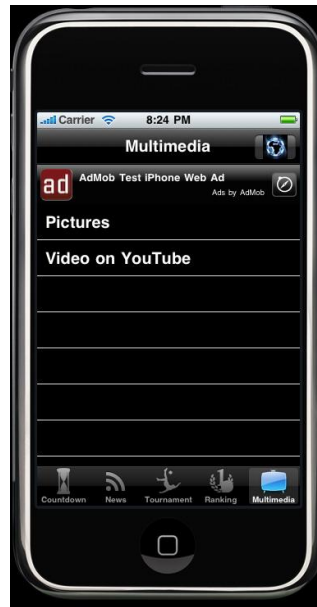 Carrier 8:24 PM
Multimedia
ad AdMob Test iPhone Web Ad
Ads by AdMob
Pictures
Video on YouTube
Countdown News Tournament Ranking Multimedia